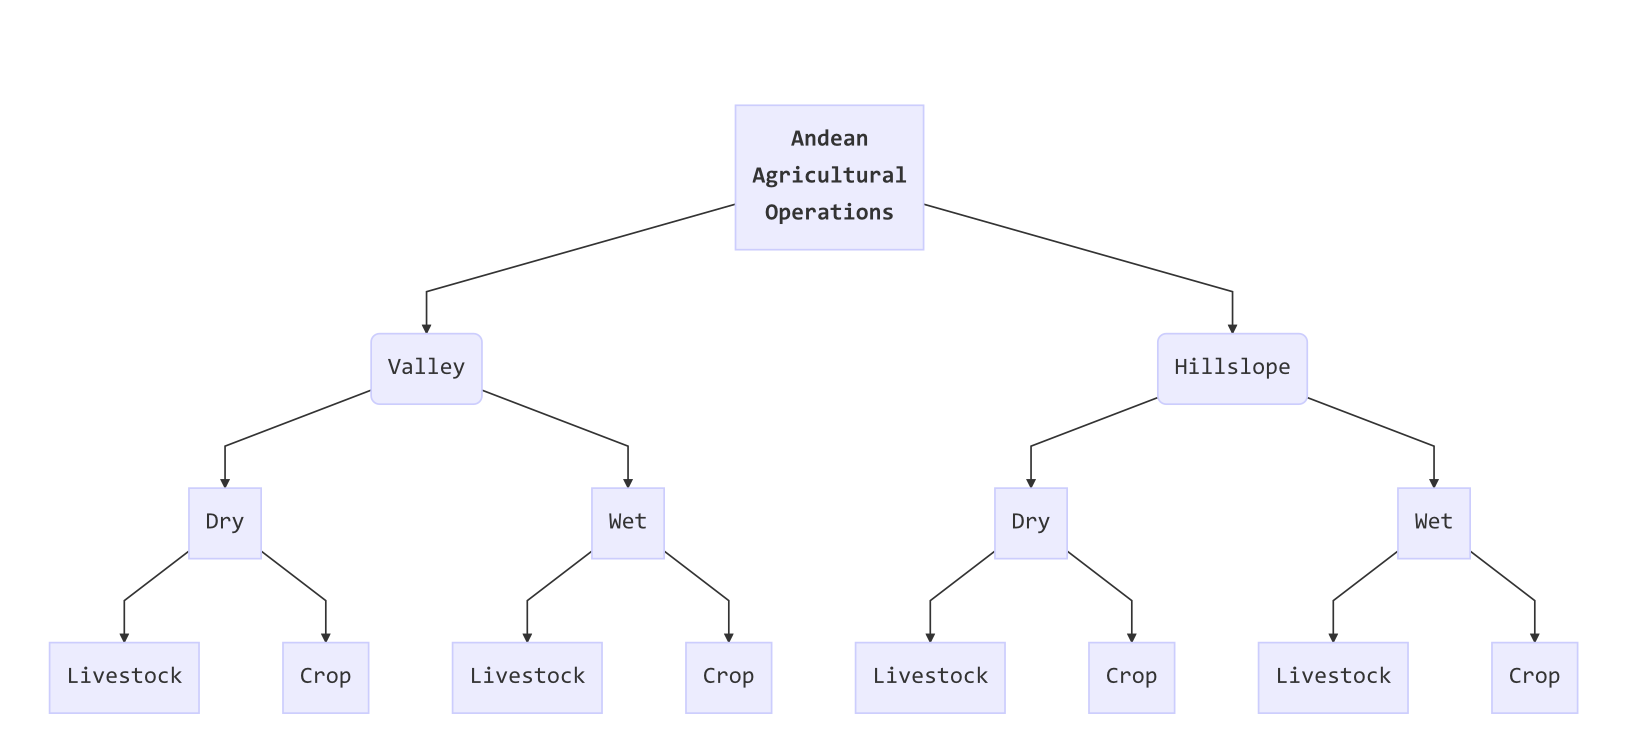 Andean
Agricultural
Operations
Valley
Hillslope
Dry
Wet
Dry
Wet
Livestock
Crop
Livestock
Crop
Livestock
Crop
Livestock
Crop